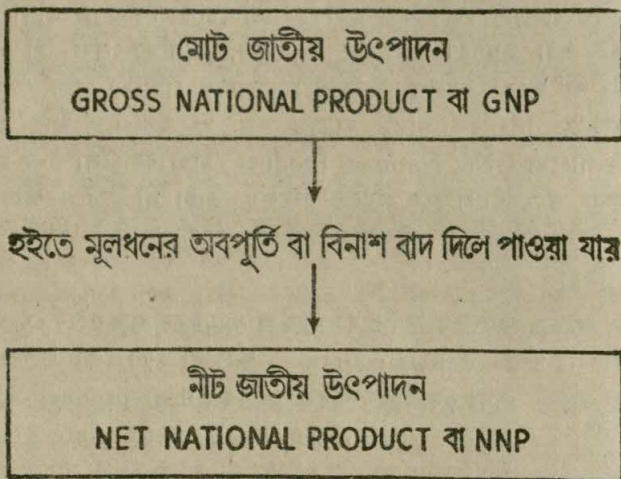 মোট জাতীয় উৎপাদন
GROSS NATIONAL PRODUCT বা GNP
হইতে মূলধনের অবপূর্তি বা বিনাশ বাদ দিলে পাওয়া যায়
নীট জাতীয় উৎপাদন
NET NATIONAL PRODUCT বা NNP